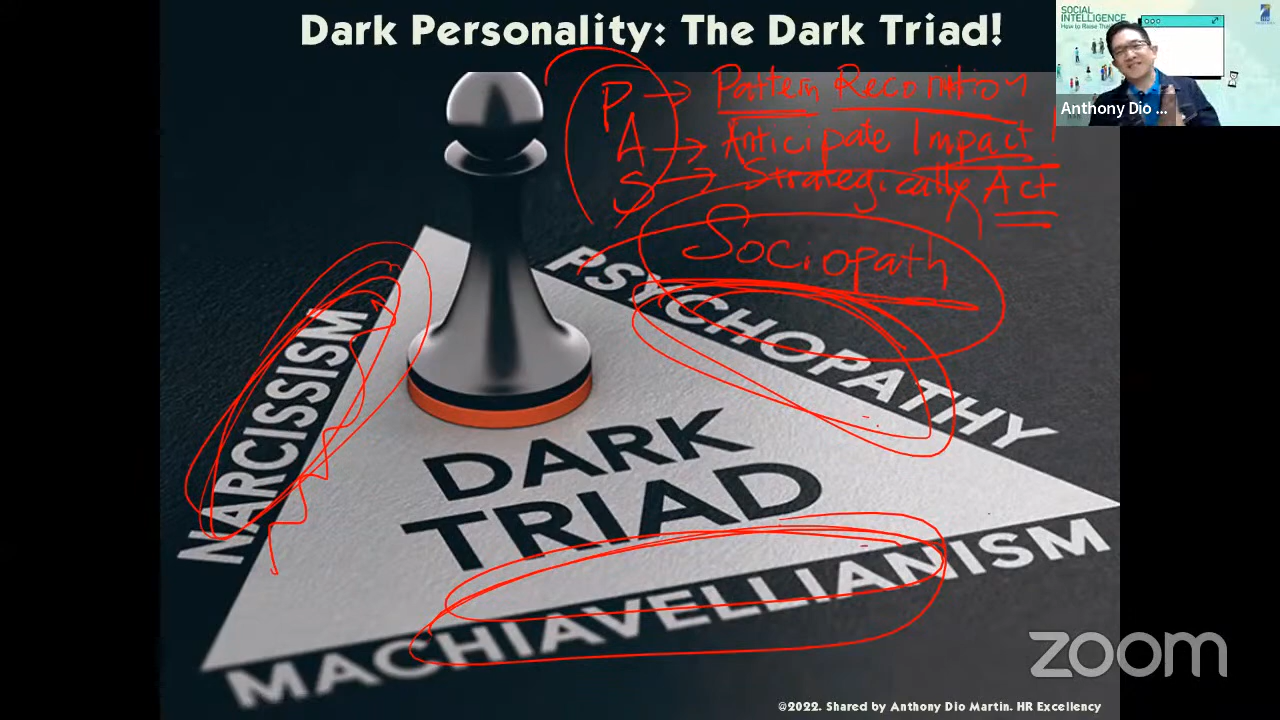 Dark Personality: The Dark Triad!
SOCIAL
INTELLIGENCE
Anthony Dio ...
P → Pattern Reconition
A → Anticipate Impact
S → Strategically Act
Sociopath
NARCISSISM
PSYCHOPATHY
DARK
TRIAD
MACHIAVELLIANISM
zoom
©2022. Shared by Anthony Dio Martin. HR Excellency